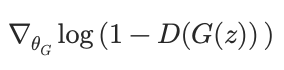 ∇_{θ_G} log (1 − D(G(z)))